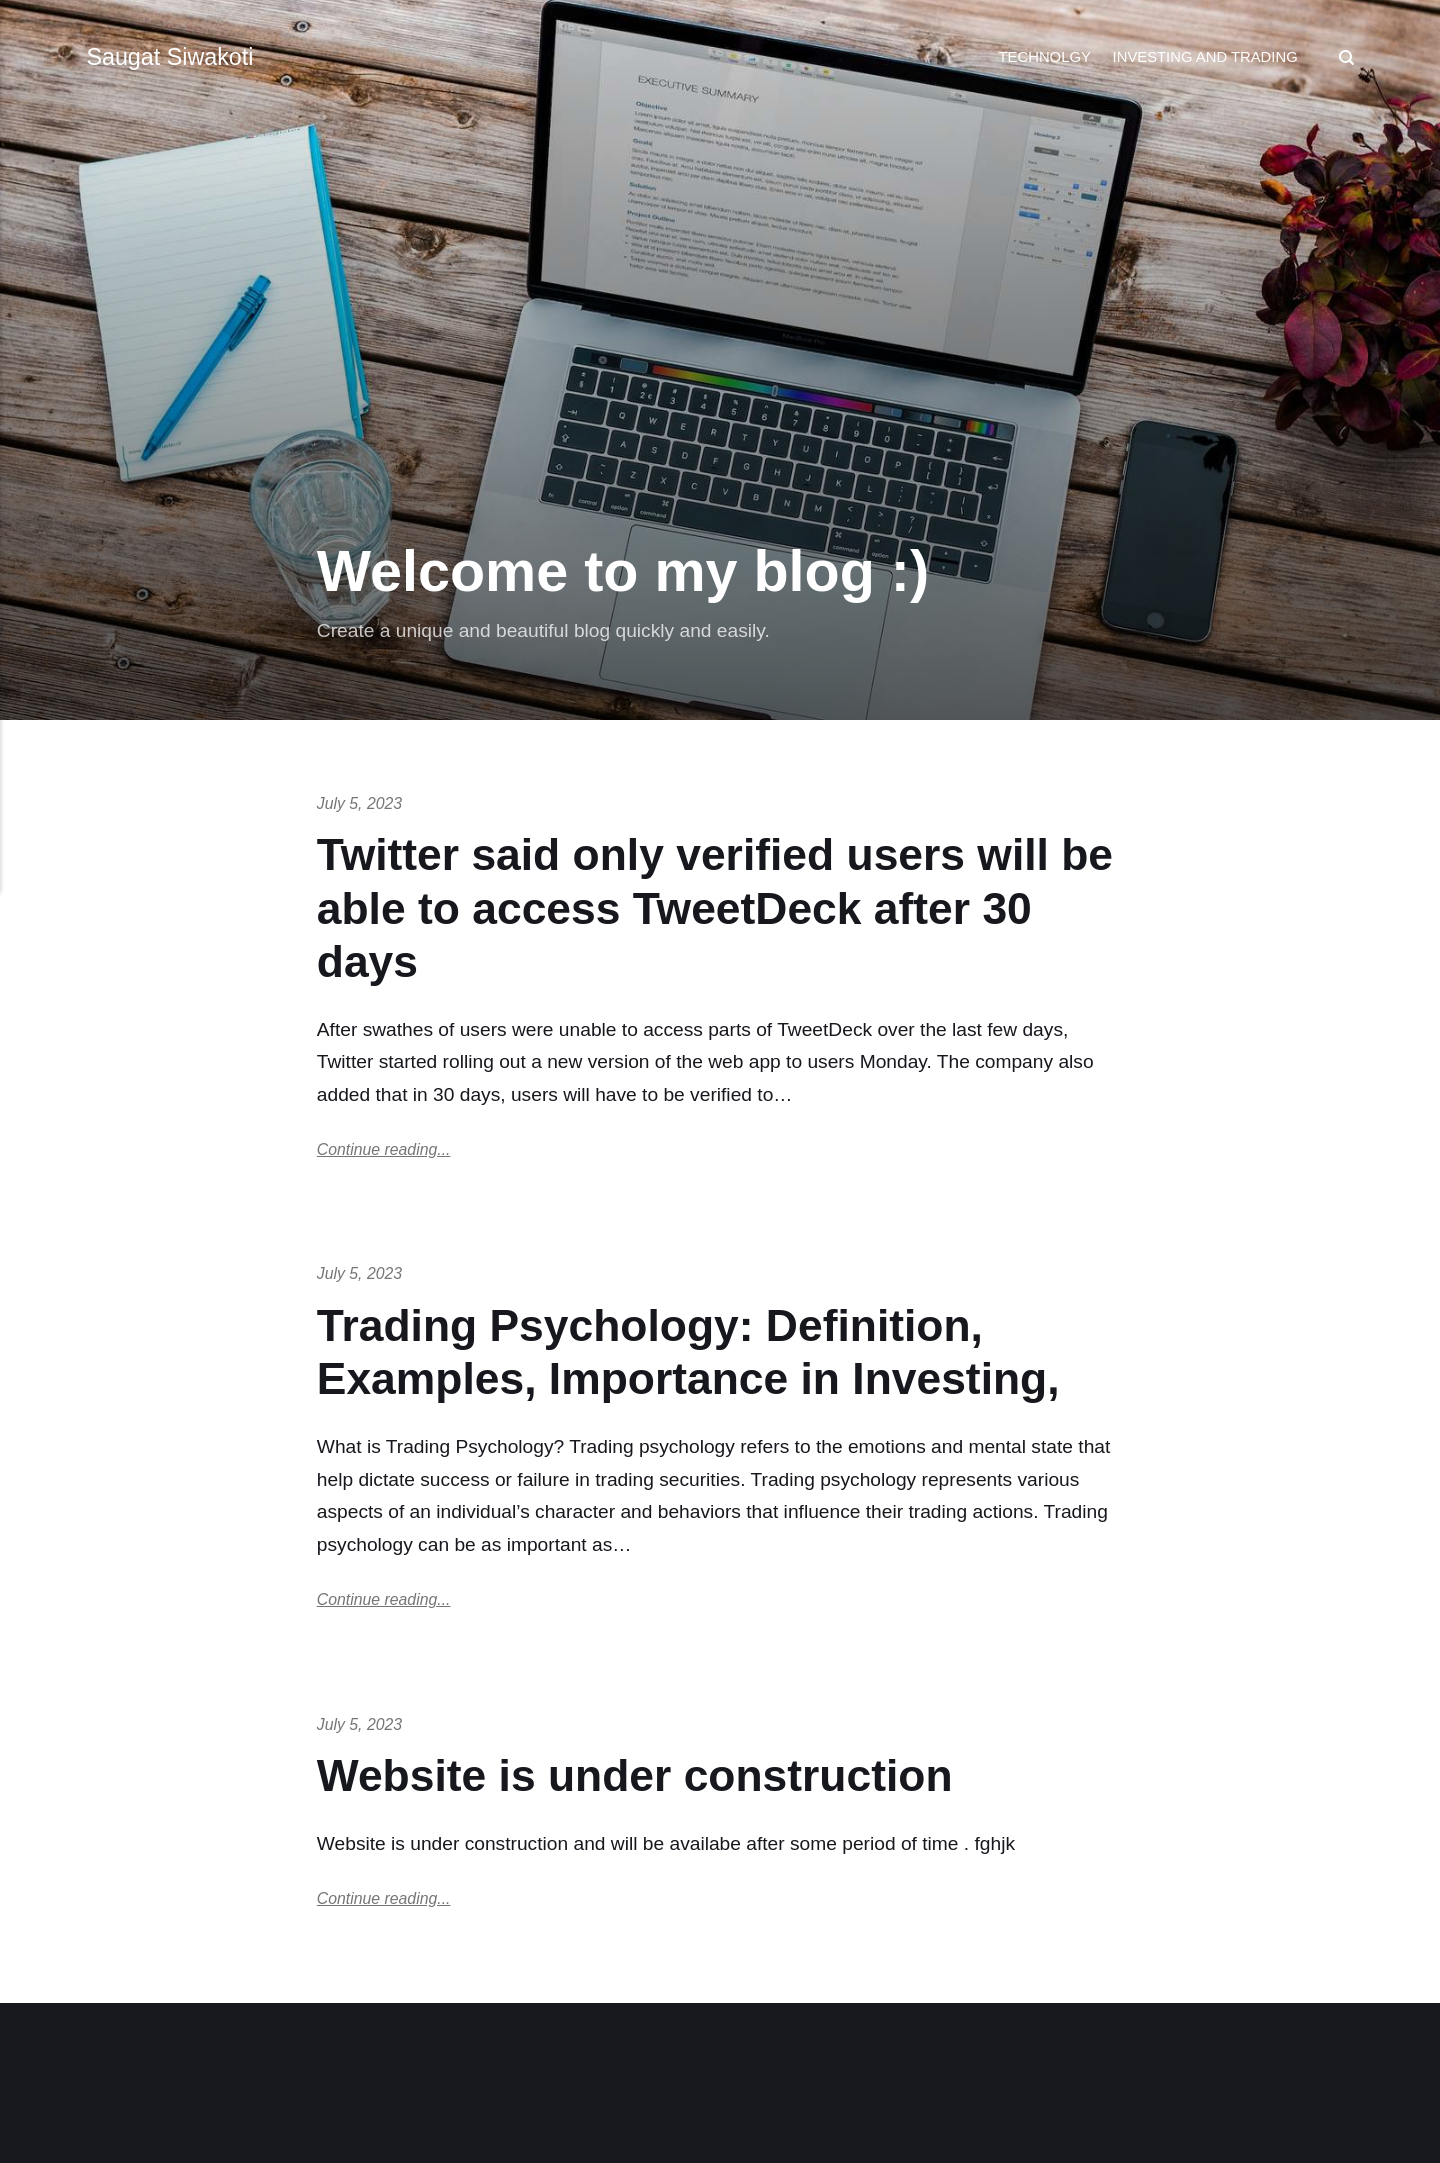 Saugat Siwakoti
TECHNOLGY INVESTING AND TRADING
EXECUTIVE SUMMARY
Objective
Goals
Solution
Project Outline
Welcome to my blog :)
Create a unique and beautiful blog quickly and easily.
July 5, 2023
Twitter said only verified users will be
able to access TweetDeck after 30
days
After swathes of users were unable to access parts of TweetDeck over the last few days,
Twitter started rolling out a new version of the web app to users Monday. The company also
added that in 30 days, users will have to be verified to…
Continue reading...
July 5, 2023
Trading Psychology: Definition,
Examples, Importance in Investing,
What is Trading Psychology? Trading psychology refers to the emotions and mental state that
help dictate success or failure in trading securities. Trading psychology represents various
aspects of an individual’s character and behaviors that influence their trading actions. Trading
psychology can be as important as…
Continue reading...
July 5, 2023
Website is under construction
Website is under construction and will be availabe after some period of time . fghjk
Continue reading...